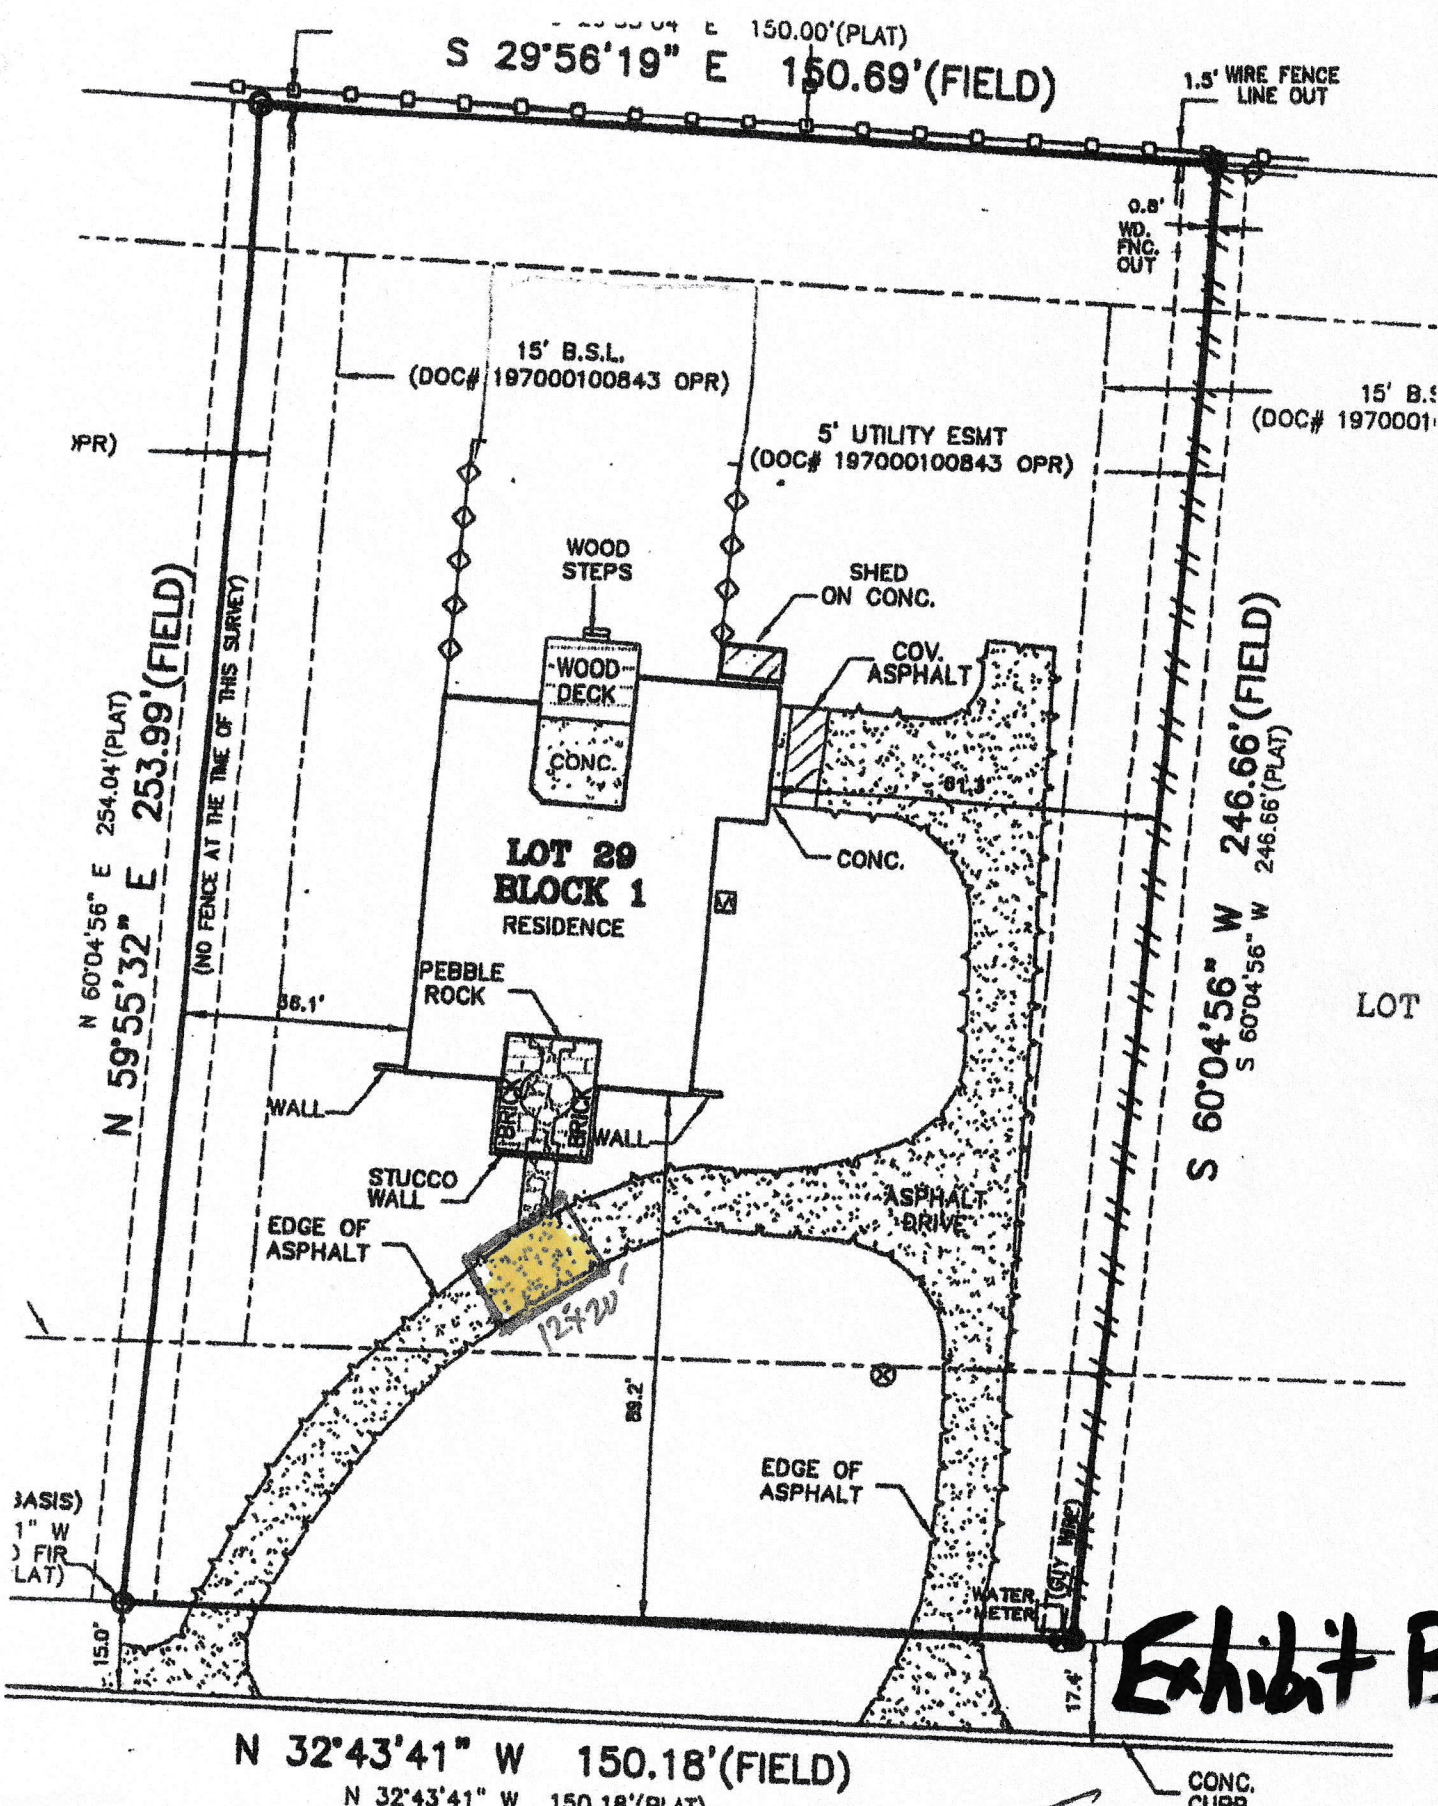 E 150.00'(PLAT)
S 29°56'19" E 150.69'(FIELD)
1.5' WIRE FENCE
LINE OUT
0.8'
WD.
FNC.
OUT
15' B.S.L.
(DOC# 197000100843 OPR)
15' B.S
(DOC# 1970001
PR)
5' UTILITY ESMT
(DOC# 197000100843 OPR)
WOOD
STEPS
SHED
ON CONC.
COV.
ASPHALT
WOOD
DECK
CONC.
N 60°04'56" E 254.04'(PLAT)
N 59°55'32" E 253.99'(FIELD)
(NO FENCE AT THE TIME OF THIS SURVEY)
S 60°04'56" W 246.66'(FIELD)
S 60°04'56" W 246.66'(PLAT)
CONC.
LOT 29
BLOCK 1
RESIDENCE
PEBBLE
ROCK
LOT
BRICK
BRICK
WALL
WALL
STUCCO
WALL
ASPHALT
DRIVE
EDGE OF
ASPHALT
12x20'
89.2'
EDGE OF
ASPHALT
BASIS)
1" W
FIR
LAT)
(GUY WIRE)
WATER
METER
15.0'
17.4'
Exhibit
N 32°43'41" W 150.18'(FIELD)
N 32°43'41" W 150.18'(PLAT)
CONC.
CURB